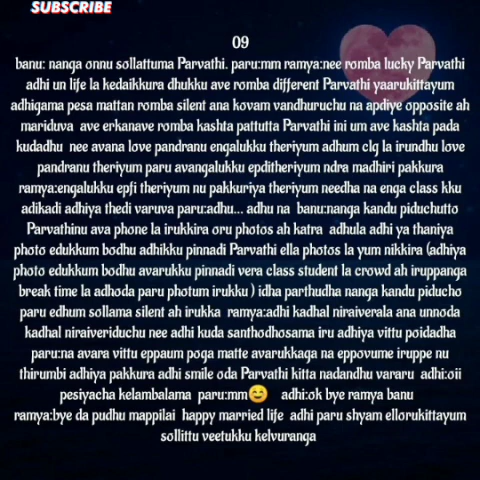 SUBSCRIBE
09
banu: nanga onnu sollattuma Parvathi. paru:mm ramya:nee romba lucky Parvathi
adhi un life la kedaikkura dhukku ave romba different Parvathi yaarukittayum
adhigama pesa mattan romba silent ana kovam vandhuruchu na apdiye opposite ah
mariduva ave erkanave romba kashta pattutta Parvathi ini um ave kashta pada
kudadhu nee avana love pandranu engalukku theriyum adhum clg la irundhu love
pandranu theriyum paru avangalukku epditheriyum ndra madhiri pakkura
ramya:engalukku epfi theriyum nu pakkuriya theriyum needha na enga class kku
adikadi adhiya thedi varuva paru:adhu... adhu na banu:nanga kandu piduchutto
Parvathinu ava phone la irukkira oru photos ah katra adhula adhi ya thaniya
photo edukkum bodhu adhikku pinnadi Parvathi ella photos la yum nikkira (adhiya
photo edukkum bodhu avarukku pinnadi vera class student la crowd ah iruppanga
break time la adhoda paru photum irukku ) idha parthudha nanga kandu piducho
paru edhum sollama silent ah irukka ramya:adhi kadhal niraiverala ana unnoda
kadhal niraiveriduchu nee adhi kuda santhodhosama iru adhiya vittu poidadha
paru:na avara vittu eppaum poga matte avarukkaga na eppovume iruppe nu
thirumbi adhiya pakkura adhi smile oda Parvathi kitta nadandhu vararu adhi:oii
pesiyacha kelambalama paru:mm☺️ adhi:ok bye ramya banu
ramya:bye da pudhu mappilai happy married life adhi paru shyam ellorukittayum
sollittu veetukku kelvuranga